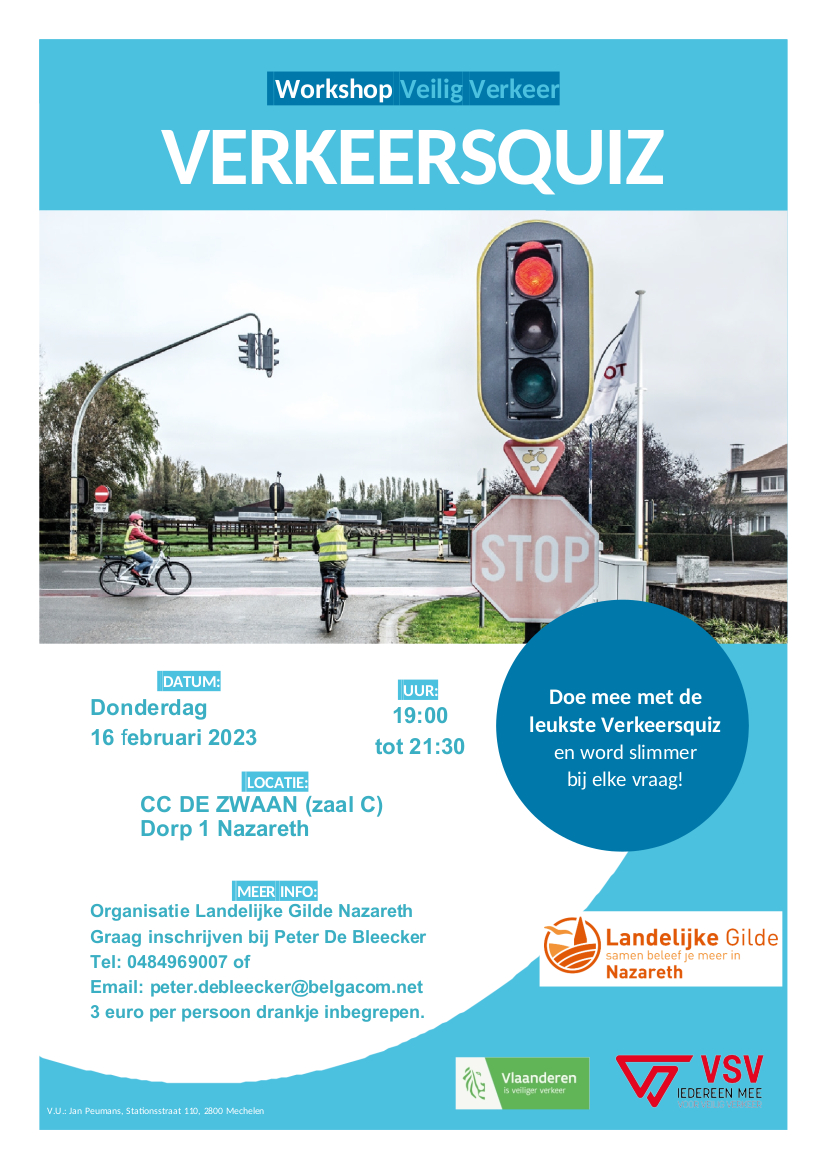 Workshop Veilig Verkeer
VERKEERSQUIZ
STOP
DATUM:
Donderdag
16 februari 2023
UUR:
19:00
tot 21:30
Doe mee met de
leukste Verkeersquiz
en word slimmer
bij elke vraag!
LOCATIE:
CC DE ZWAAN (zaal C)
Dorp 1 Nazareth
MEER INFO:
Organisatie Landelijke Gilde Nazareth
Graag inschrijven bij Peter De Bleecker
Tel: 0484969007 of
Email: peter.debleecker@belgacom.net
3 euro per persoon drankje inbegrepen.
Landelijke Gilde
samen beleef je meer in
Nazareth
Vlaanderen
is veiliger verkeer
VSV
IEDEREEN MEE
V.U.: Jan Peumans, Stationsstraat 110, 2800 Mechelen